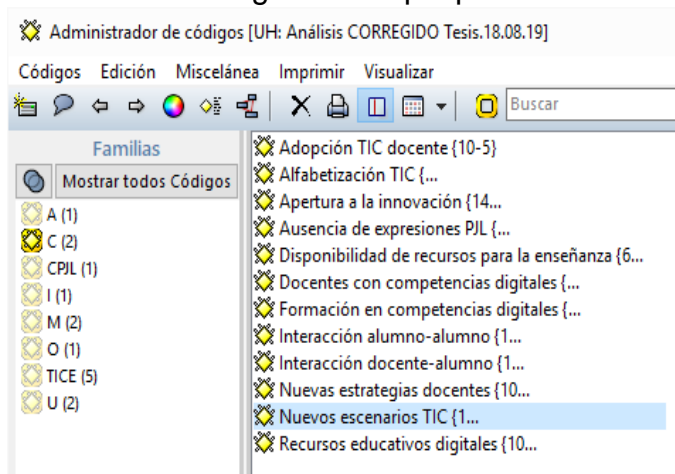 Administrador de códigos [UH: Análisis CORREGIDO Tesis.18.08.19]
Códigos Edición Miscelánea Imprimir Visualizar
Buscar
Familias
Mostrar todos Códigos
A (1)
C (2)
CPJL (1)
I (1)
M (2)
O (1)
TICE (5)
U (2)
Adopción TIC docente {10-5}
Alfabetización TIC {...
Apertura a la innovación {14...
Ausencia de expresiones PJL {...
Disponibilidad de recursos para la enseñanza {6...
Docentes con competencias digitales {...
Formación en competencias digitales {...
Interacción alumno-alumno {1...
Interacción docente-alumno {1...
Nuevas estrategias docentes {10...
Nuevos escenarios TIC {1...
Recursos educativos digitales {10...